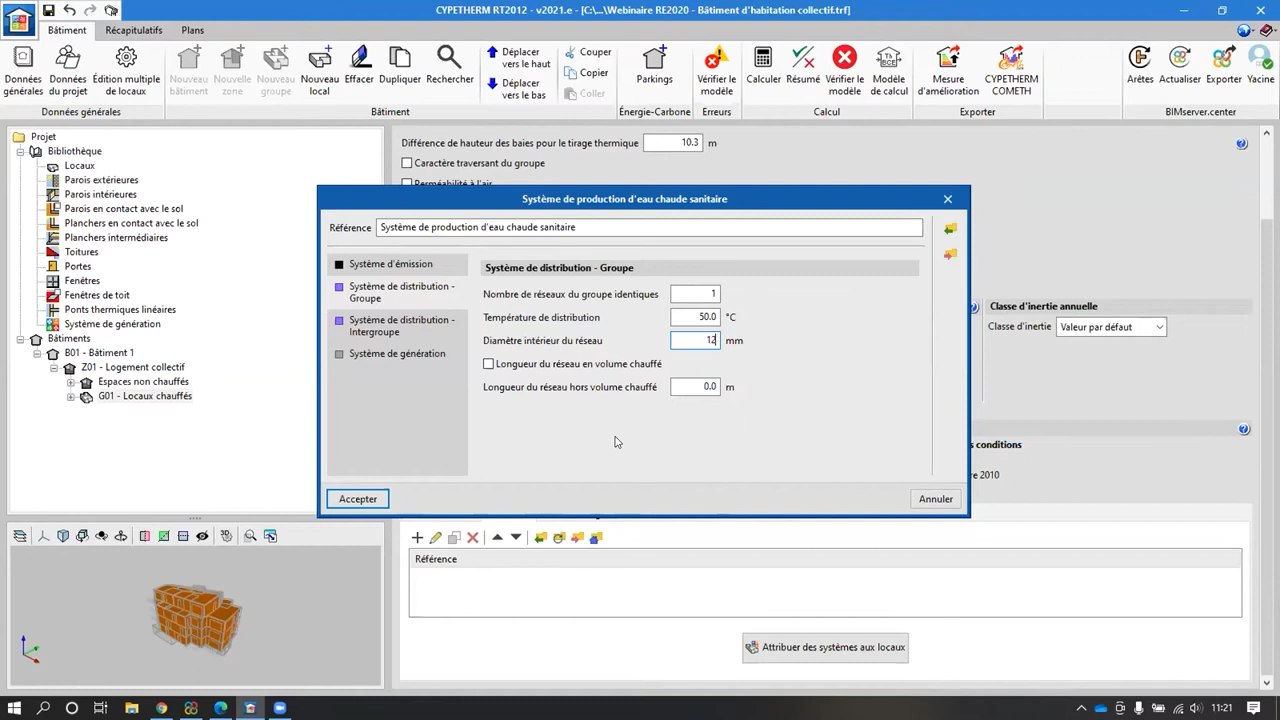 CYPETHERM RT2012 - v2021.e - [C:\...\Webinaire RE2020 - Bâtiment d'habitation collectif.trf]
Bâtiment Récapitulatifs Plans
Données générales
Données du projet
Édition multiple de locaux
Nouveau bâtiment
Nouvelle zone
Nouveau groupe
Nouveau local
Effacer
Dupliquer
Rechercher
Déplacer vers le haut
Déplacer vers le bas
Couper
Copier
Coller
Parkings
Vérifier le modèle
Calculer
Résumé
Vérifier le modèle
Modèle de calcul
Mesure d'amélioration
CYPETHERM COMETH
Arêtes
Actualiser
Exporter
Yacine
Données générales
Bâtiment
Énergie-Carbone
Erreurs
Calcul
Exporter
BIMserver.center
Projet
Bibliothèque
Locaux
Parois extérieures
Parois intérieures
Parois en contact avec le sol
Planchers en contact avec le sol
Planchers intermédiaires
Toitures
Portes
Fenêtres
Fenêtres de toit
Ponts thermiques linéaires
Système de génération
Bâtiments
B01 - Bâtiment 1
Z01 - Logement collectif
Espaces non chauffés
G01 - Locaux chauffés
Différence de hauteur des baies pour le tirage thermique 10.3 m
Caractère traversant du groupe
Perméabilité à l'air
Système de production d'eau chaude sanitaire
Référence Système de production d'eau chaude sanitaire
Système d'émission
Système de distribution - Groupe
Système de distribution - Intergroupe
Système de génération
Système de distribution - Groupe
Nombre de réseaux du groupe identiques 1
Température de distribution 50.0 °C
Diamètre intérieur du réseau 12 mm
Longueur du réseau en volume chauffé
Longueur du réseau hors volume chauffé 0.0 m
Accepter
Annuler
Classe d'inertie annuelle
Classe d'inertie Valeur par défaut
conditions
2010
Référence
Attribuer des systèmes aux locaux
11:21